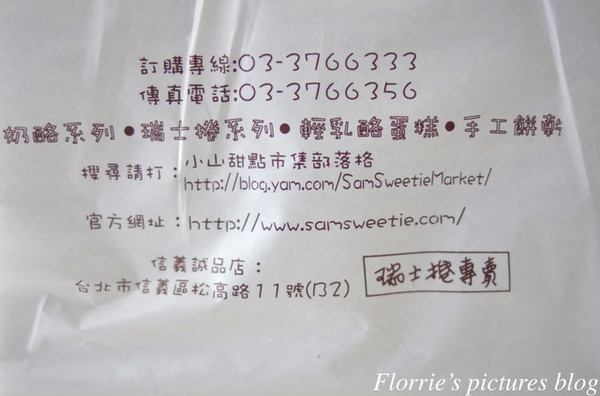 訂購專線:03-3766333
傳真電話:03-3766356
奶酪系列•瑞士捲系列•輕乳酪蛋糕•手工餅乾
搜尋請打：小山甜點市集部落格
http://blog.yam.com/SamSweetieMarket/
官方網址：http://www.samsweetie.com/
信義誠品店：
台北市信義區松高路11號(B2)
瑞士捲專賣
Florrie's pictures blog